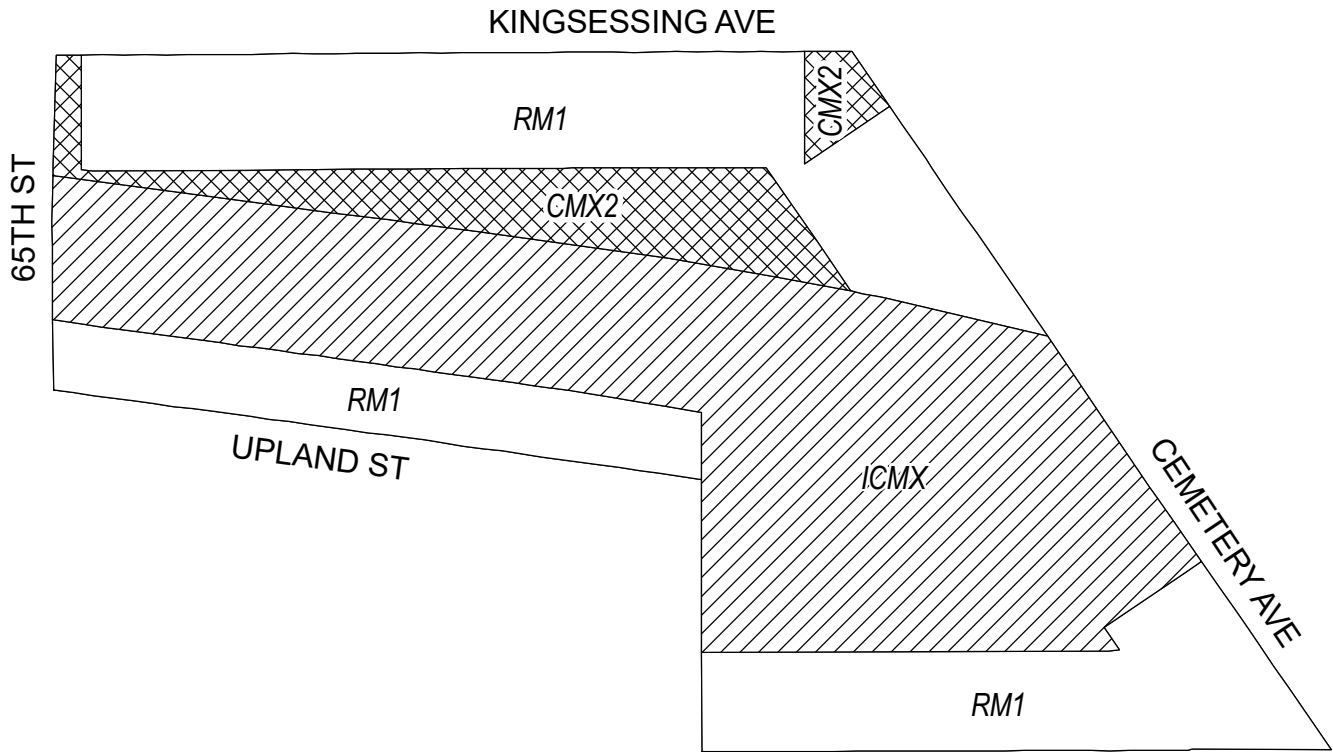 KINGSESSING AVE
RM1
CMX2
65TH ST
CMX2
RM1
UPLAND ST
ICMX
CEMETERY AVE
RM1